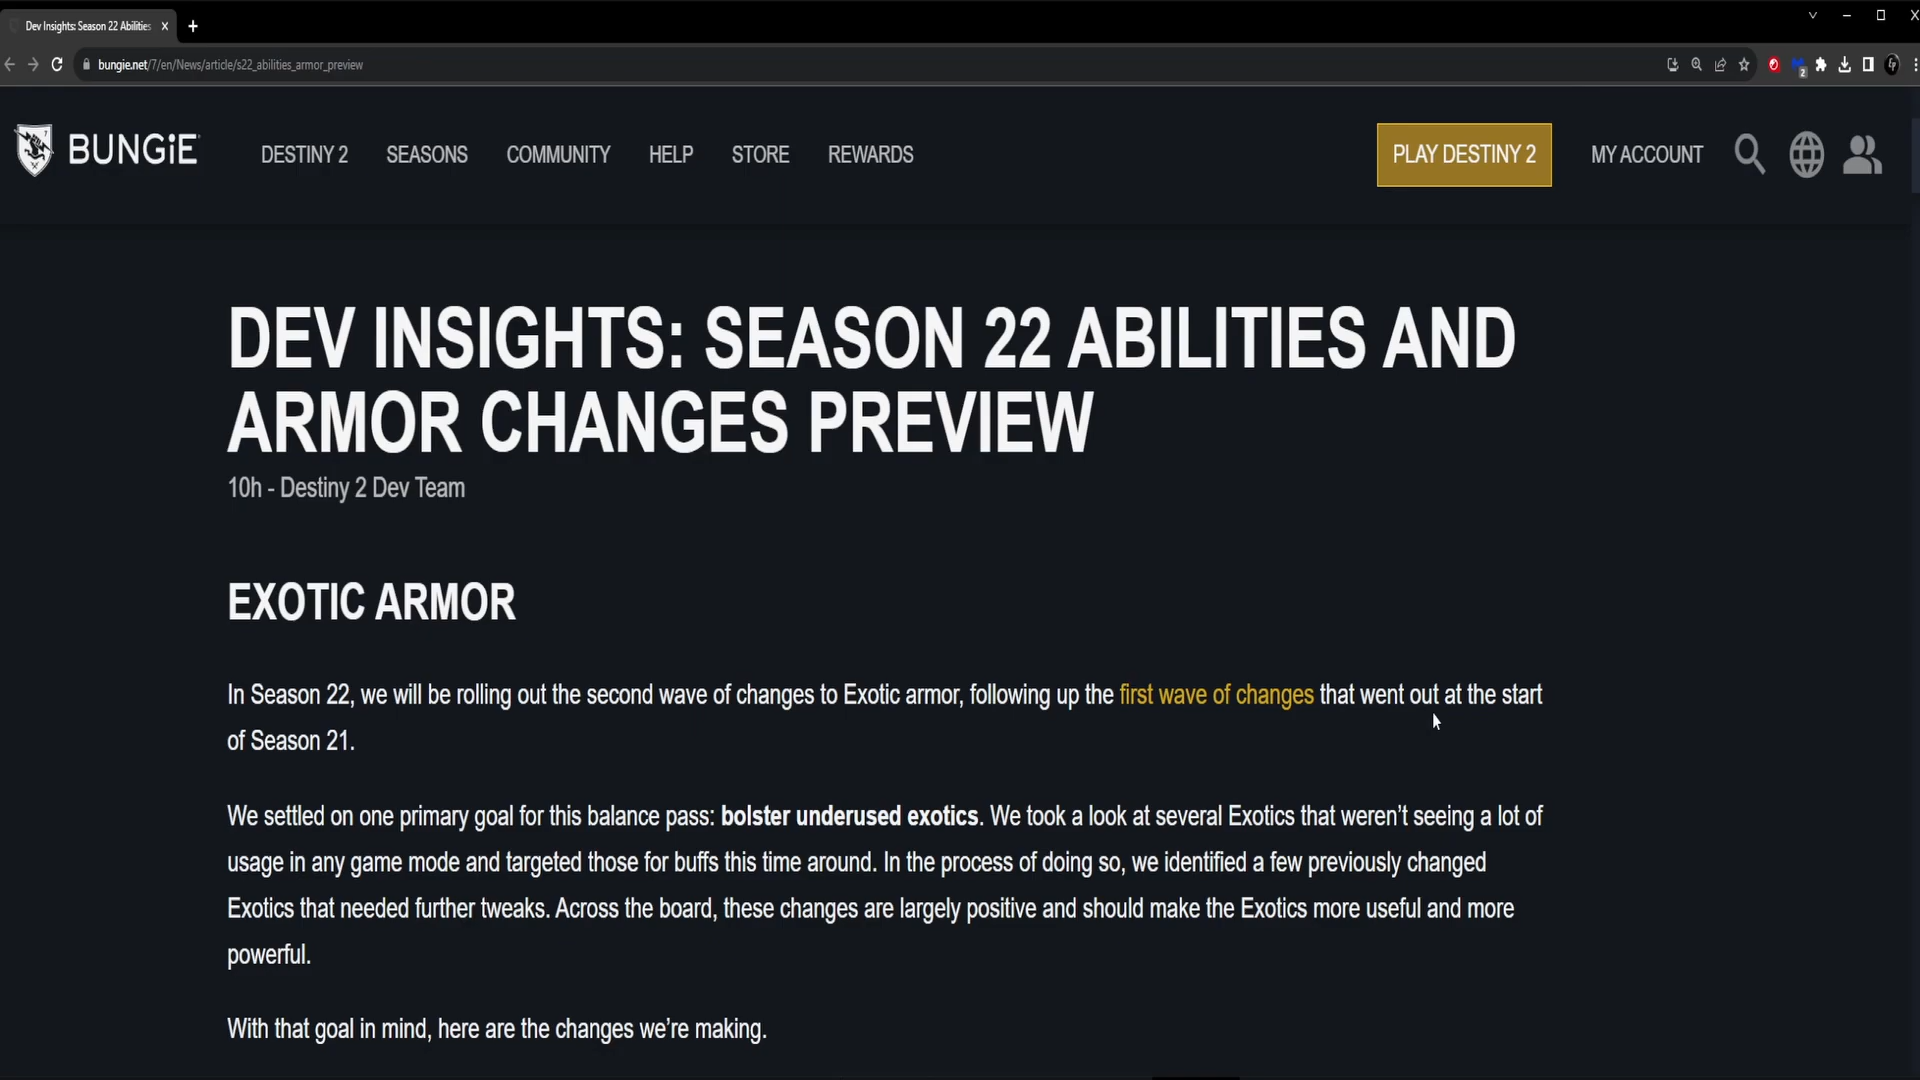 Dev Insights: Season 22 Abilities
bungie.net/7/en/News/article/s22_abilities_armor_preview
2
BUNGiE
DESTINY 2 SEASONS COMMUNITY HELP STORE REWARDS
PLAY DESTINY 2 MY ACCOUNT
DEV INSIGHTS: SEASON 22 ABILITIES AND
ARMOR CHANGES PREVIEW
10h - Destiny 2 Dev Team
EXOTIC ARMOR
In Season 22, we will be rolling out the second wave of changes to Exotic armor, following up the first wave of changes that went out at the start
of Season 21.
We settled on one primary goal for this balance pass: bolster underused exotics. We took a look at several Exotics that weren’t seeing a lot of
usage in any game mode and targeted those for buffs this time around. In the process of doing so, we identified a few previously changed
Exotics that needed further tweaks. Across the board, these changes are largely positive and should make the Exotics more useful and more
powerful.
With that goal in mind, here are the changes we’re making.